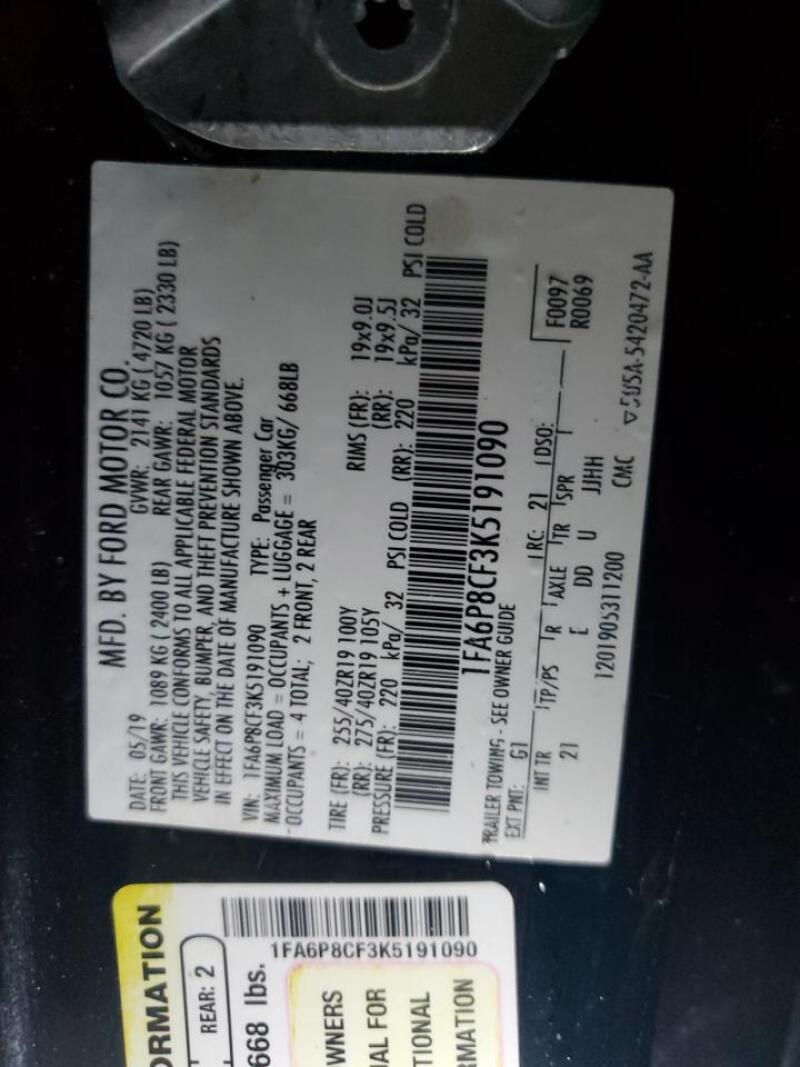 MFD. BY FORD MOTOR CO.
DATE: 05/19 GVWR: 2141 KG ( 4720 LB)
FRONT GAWR: 1089 KG ( 2400 LB) REAR GAWR: 1057 KG ( 2330 LB)
THIS VEHICLE CONFORMS TO ALL APPLICABLE FEDERAL MOTOR
VEHICLE SAFETY, BUMPER, AND THEFT PREVENTION STANDARDS
IN EFFECT ON THE DATE OF MANUFACTURE SHOWN ABOVE.
VIN: 1FA6P8CF3K5191090 TYPE: Passenger Car
MAXIMUM LOAD = OCCUPANTS + LUGGAGE = 303KG/ 668LB
OCCUPANTS = 4 TOTAL; 2 FRONT, 2 REAR
TIRE (FR): 255/40ZR19 100Y RIMS (FR): 19x9.0J
(RR): 275/40ZR19 105Y (RR): 19x9.5J
PRESSURE (FR): 220 kPa/ 32 PSI COLD (RR): 220 kPa/ 32 PSI COLD
1FA6P8CF3K5191090
TRAILER TOWING - SEE OWNER GUIDE
EXT PNT: G1 RC: 21 DSO: F0097
R0069
INT TR TP/PS R AXLE TR SPR
21 E DD U JJHH
1201905311200 CMC ▽5USA-5420472-AA
ORMATION
REAR: 2
668 lbs.
1FA6P8CF3K5191090
WNERS
AL FOR
TIONAL
RMATION